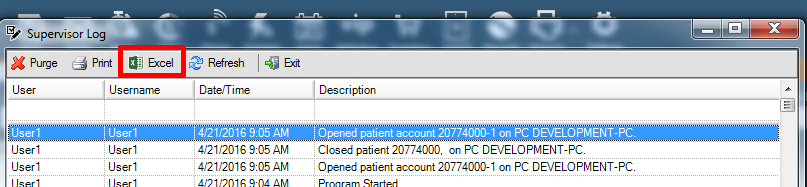 Supervisor Log
Purge Print Excel Refresh Exit
User Username Date/Time Description
User1 User1 4/21/2016 9:05 AM Opened patient account 20774000-1 on PC DEVELOPMENT-PC.
User1 User1 4/21/2016 9:05 AM Closed patient 20774000, on PC DEVELOPMENT-PC.
User1 User1 4/21/2016 9:05 AM Opened patient account 20774000-1 on PC DEVELOPMENT-PC.
User1 User1 4/21/2016 9:04 AM Program Started